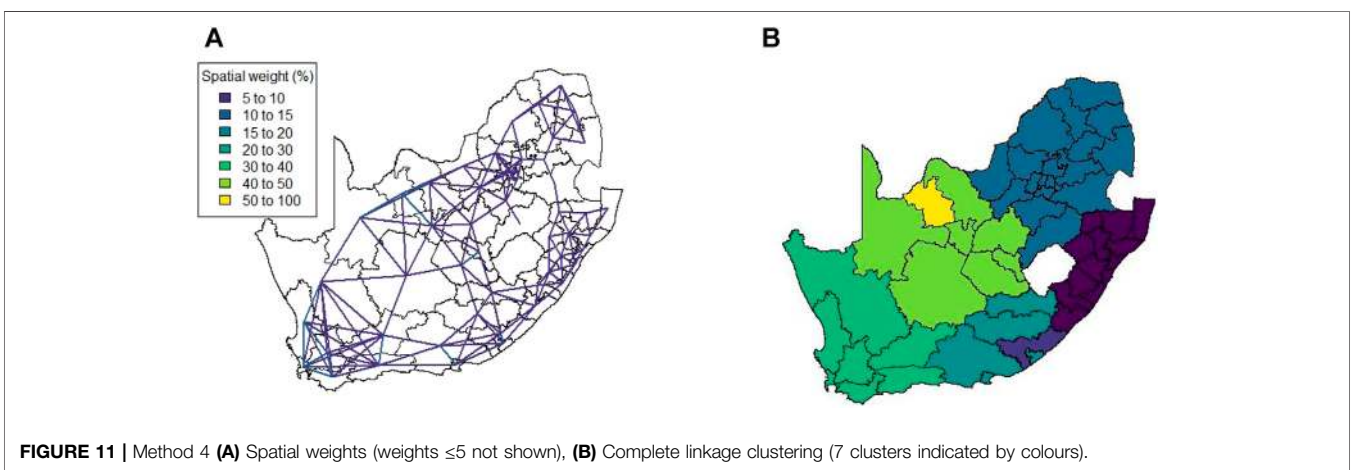 A
B
Spatial weight (%)
5 to 10
10 to 15
15 to 20
20 to 30
30 to 40
40 to 50
50 to 100
FIGURE 11 | Method 4 (A) Spatial weights (weights ≤5 not shown), (B) Complete linkage clustering (7 clusters indicated by colours).